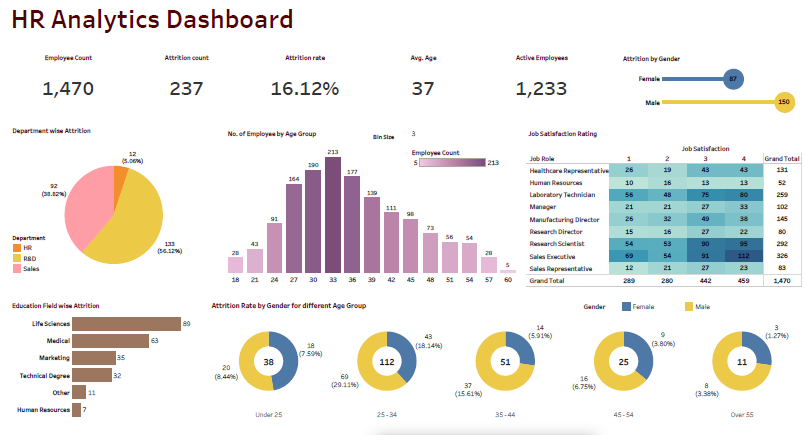 HR Analytics Dashboard
Employee Count
Attrition count
Attrition rate
Avg. Age
Active Employees
1,470
237
16.12%
37
1,233
Attrition by Gender
Female 87
Male 150
Department wise Attrition
12
(5.06%)
92
(38.82%)
133
(56.12%)
Department
HR
R&D
Sales
No. of Employee by Age Group
Bin Size
3
Employee Count
5 213
28 43 91 164 190 213 177 139 111 98 73 56 54 28 5
18 21 24 27 30 33 36 39 42 45 48 51 54 57 60
Job Satisfaction Rating
Job Satisfaction
Job Role 1 2 3 4 Grand Total
Healthcare Representative 26 19 43 43 131
Human Resources 10 16 13 13 52
Laboratory Technician 56 48 75 80 259
Manager 21 21 27 33 102
Manufacturing Director 26 32 49 38 145
Research Director 15 16 27 22 80
Research Scientist 54 53 90 95 292
Sales Executive 69 54 91 112 326
Sales Representative 12 21 27 23 83
Grand Total 289 280 442 459 1,470
Education Field wise Attrition
Life Sciences 89
Medical 63
Marketing 35
Technical Degree 32
Other 11
Human Resources 7
Attrition Rate by Gender for different Age Group
Gender Female Male
18
(7.59%)
38
20
(8.44%)
Under 25
43
(18.14%)
112
69
(29.11%)
25 - 34
14
(5.91%)
51
37
(15.61%)
35 - 44
9
(3.80%)
25
16
(6.75%)
45 - 54
3
(1.27%)
11
8
(3.38%)
Over 55